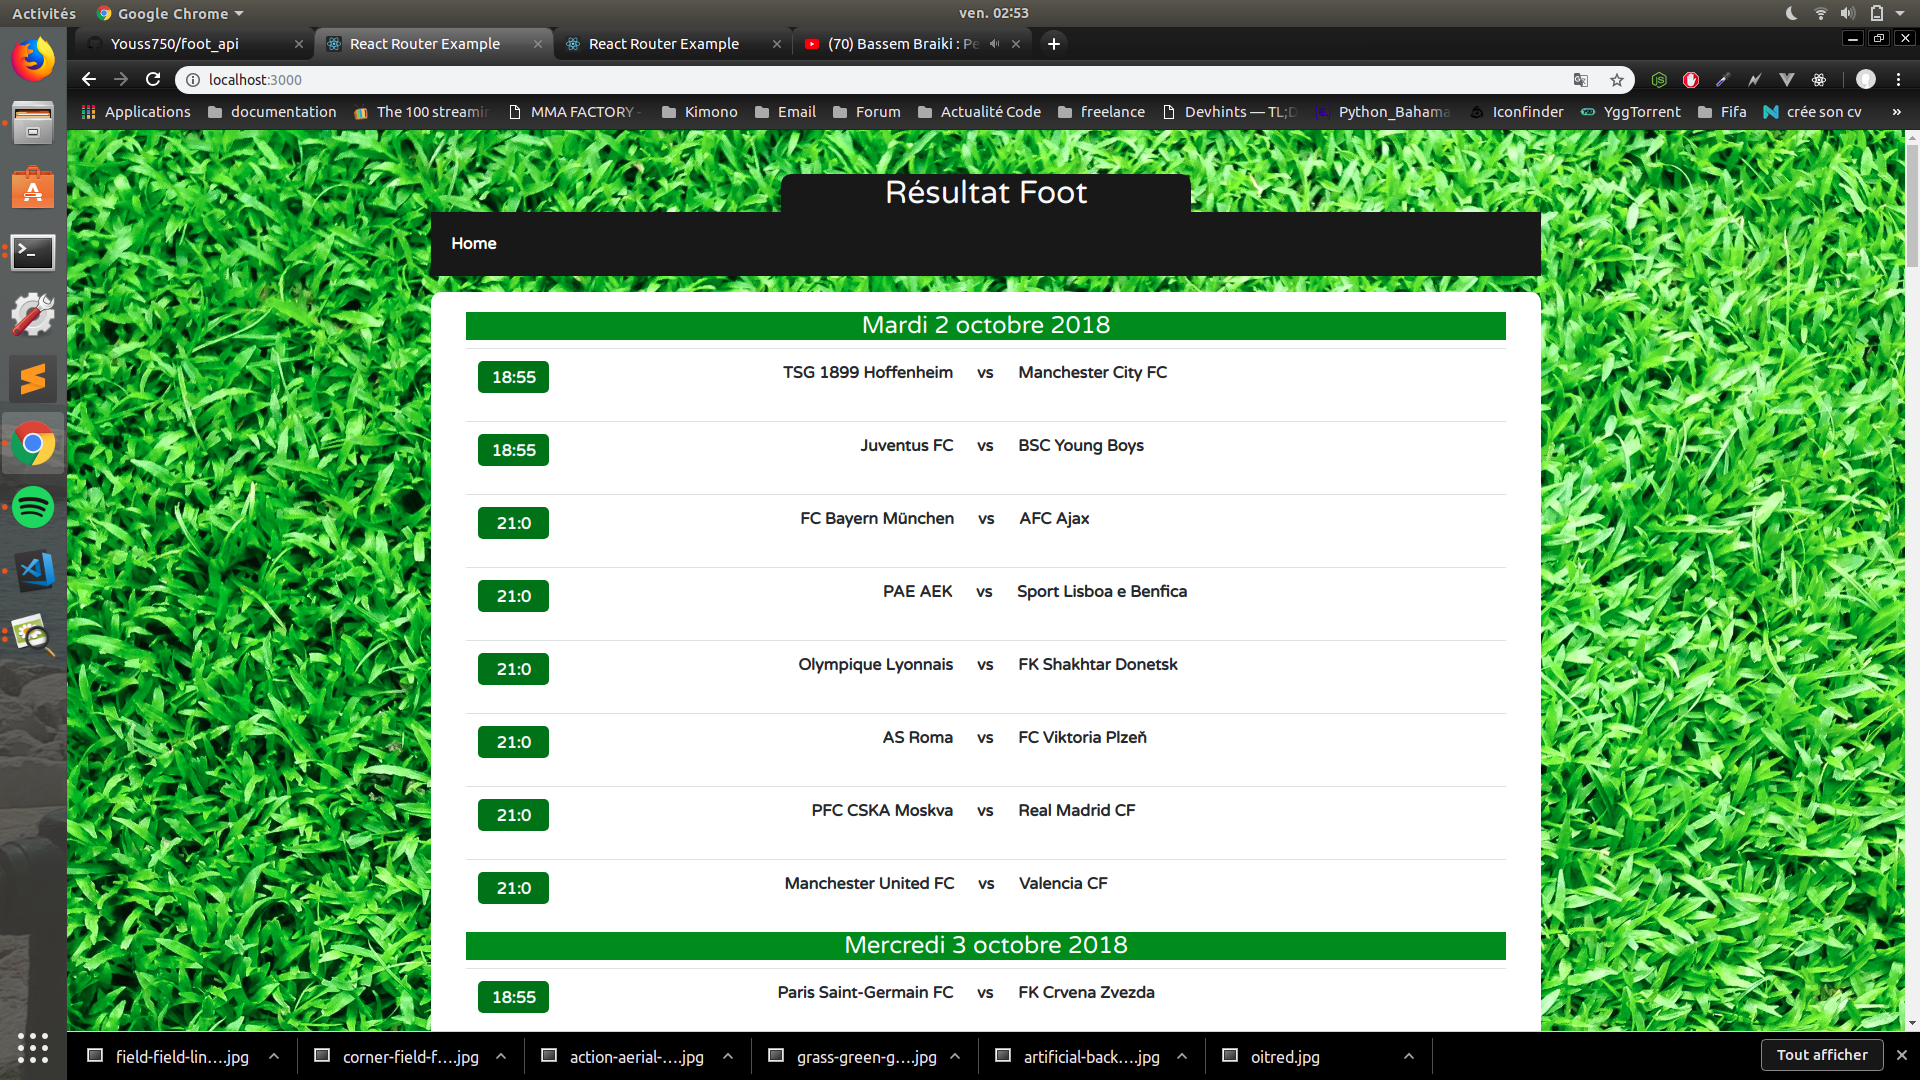 Activités Google Chrome ven. 02:53
Youss750/foot_api React Router Example React Router Example (70) Bassem Braiki : Pe
localhost:3000
Applications documentation The 100 streamin MMA FACTORY - Kimono Email Forum Actualité Code freelance Devhints — TL;D Python_Bahama Iconfinder YggTorrent Fifa crée son cv »
Résultat Foot
Home
Mardi 2 octobre 2018
18:55 TSG 1899 Hoffenheim vs Manchester City FC
18:55 Juventus FC vs BSC Young Boys
21:0 FC Bayern München vs AFC Ajax
21:0 PAE AEK vs Sport Lisboa e Benfica
21:0 Olympique Lyonnais vs FK Shakhtar Donetsk
21:0 AS Roma vs FC Viktoria Plzeň
21:0 PFC CSKA Moskva vs Real Madrid CF
21:0 Manchester United FC vs Valencia CF
Mercredi 3 octobre 2018
18:55 Paris Saint-Germain FC vs FK Crvena Zvezda
field-field-lin....jpg corner-field-f....jpg action-aerial-....jpg grass-green-g....jpg artificial-back....jpg oitred.jpg Tout afficher